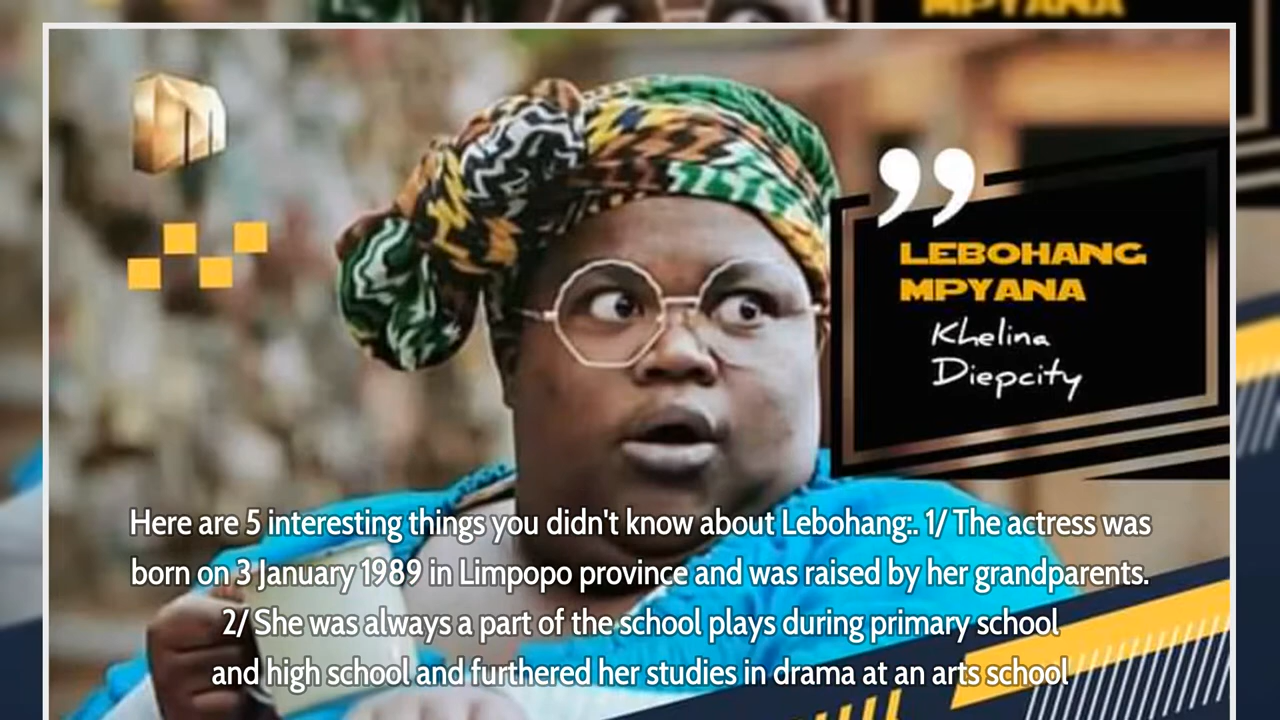 MPYANA
m
”
LEBOHANG
MPYANA
Khelina
Diepcity
Here are 5 interesting things you didn't know about Lebohang:. 1/ The actress was
born on 3 January 1989 in Limpopo province and was raised by her grandparents.
2/ She was always a part of the school plays during primary school
and high school and furthered her studies in drama at an arts school